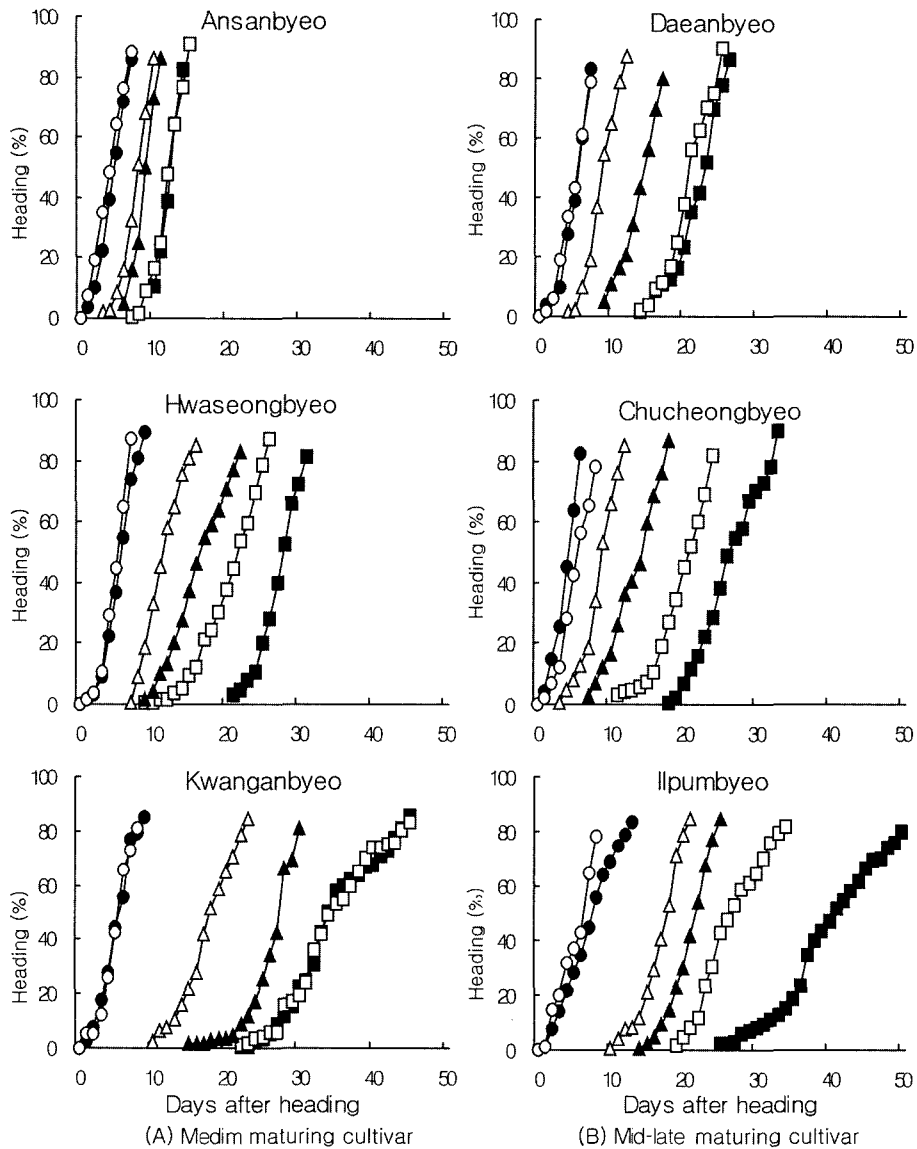 Ansanbyeo
Heading (%)
100
80
60
40
20
0
0 10 20 30 40 50
Daeanbyeo
Heading (%)
100
80
60
40
20
0
0 10 20 30 40 50
Hwaseongbyeo
Heading (%)
100
80
60
40
20
0
0 10 20 30 40 50
Chucheongbyeo
Heading (%)
100
80
60
40
20
0
0 10 20 30 40 50
Kwanganbyeo
Heading (%)
100
80
60
40
20
0
0 10 20 30 40 50
Days after heading
(A) Medim maturing cultivar
Ilpumbyeo
Heading (%)
100
80
60
40
20
0
0 10 20 30 40 50
Days after heading
(B) Mid-late maturing cultivar